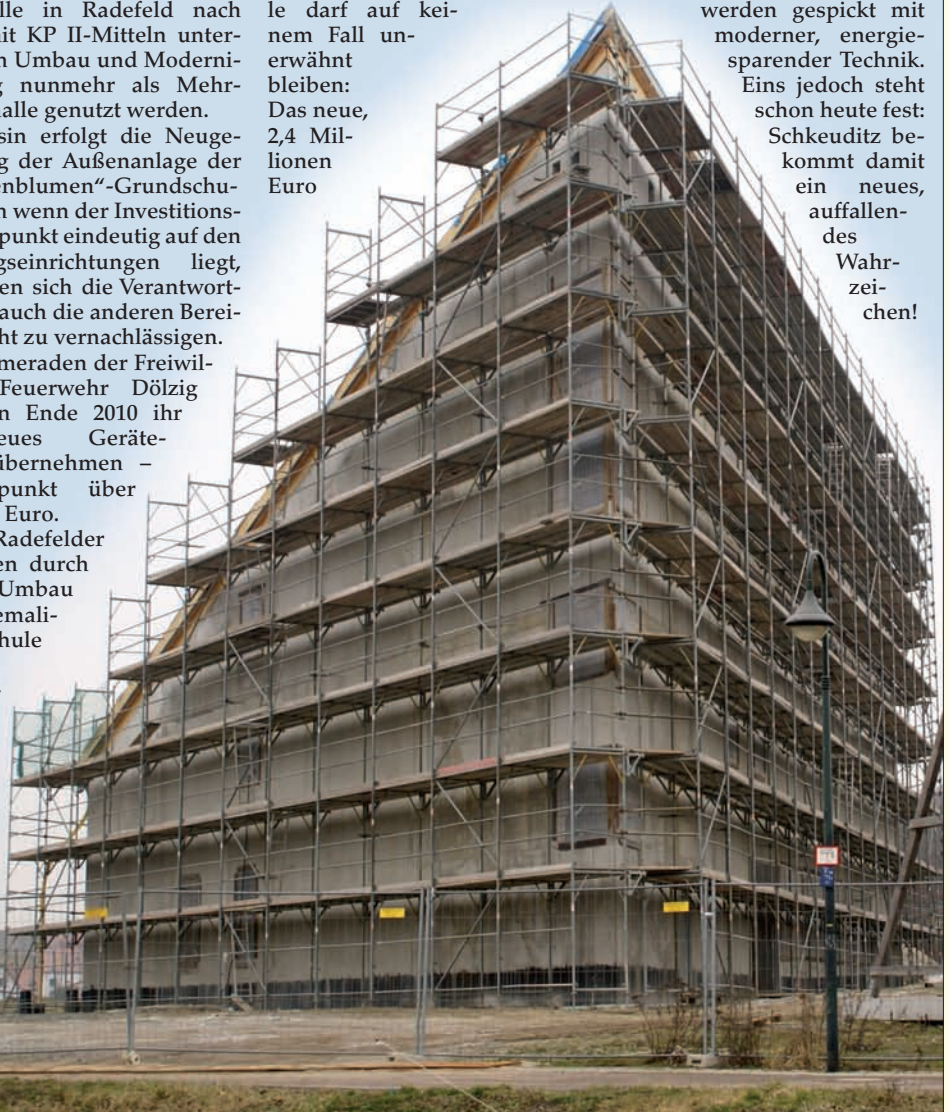 lle in Radefeld nach
nit KP II-Mitteln unter-
n Umbau und Moderni-
g nunmehr als Mehr-
halle genutzt werden.
sin erfolgt die Neuge-
g der Außenanlage der
enblumen“-Grundschu-
n wenn der Investitions-
punkt eindeutig auf den
gseinrichtungen liegt,
en sich die Verantwort-
auch die anderen Berei-
ht zu vernachlässigen.
meraden der Freiwil-
Feuerwehr Dölzig
n Ende 2010 ihr
eues Geräte-
übernehmen –
punkt über
Euro.
Radefelder
en durch
Umbau
emali-
hule
le darf auf kei-
nem Fall un-
erwähnt
bleiben:
Das neue,
2,4 Mil-
lionen
Euro
werden gespickt mit
moderner, energie-
sparender Technik.
Eins jedoch steht
schon heute fest:
Schkeuditz be-
kommt damit
ein neues,
auffallen-
des
Wahr-
zei-
chen!